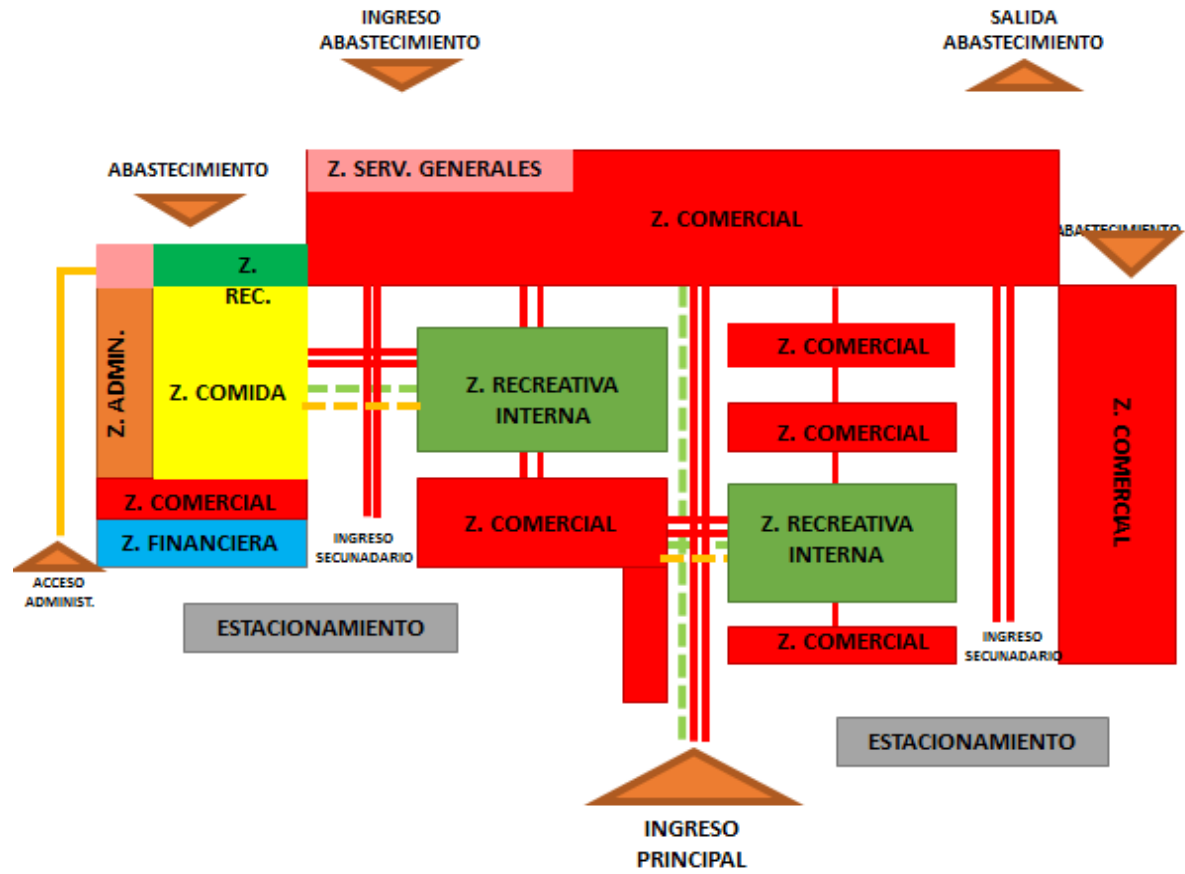 INGRESO
ABASTECIMIENTO
SALIDA
ABASTECIMIENTO
ABASTECIMIENTO
Z. SERV. GENERALES
Z. COMERCIAL
ABASTECIMIENTO
Z.
REC.
Z. ADMIN.
Z. COMIDA
Z. RECREATIVA
INTERNA
Z. COMERCIAL
Z. COMERCIAL
Z. COMERCIAL
Z. COMERCIAL
Z. FINANCIERA
INGRESO
SECUNADARIO
Z. COMERCIAL
Z. RECREATIVA
INTERNA
ACCESO
ADMINIST.
ESTACIONAMIENTO
Z. COMERCIAL
INGRESO
SECUNADARIO
ESTACIONAMIENTO
INGRESO
PRINCIPAL